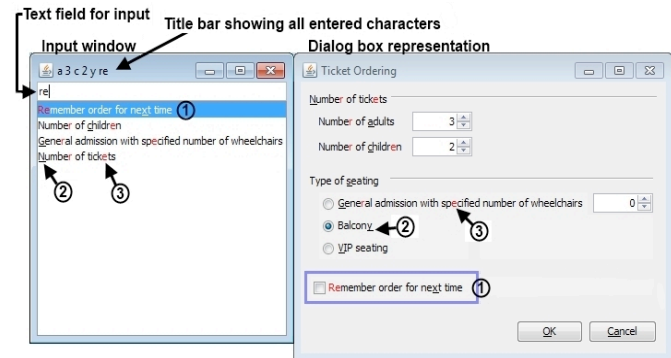 Text field for input
Title bar showing all entered characters
Input window
Dialog box representation
a 3 c 2 y re
re
Remember order for next time ①
Number of children
General admission with specified number of wheelchairs
Number of tickets
② ③
Ticket Ordering
Number of tickets
Number of adults 3
Number of children 2
Type of seating
General admission with specified number of wheelchairs 0
Balcony ② ③
VIP seating
Remember order for next time ①
OK Cancel